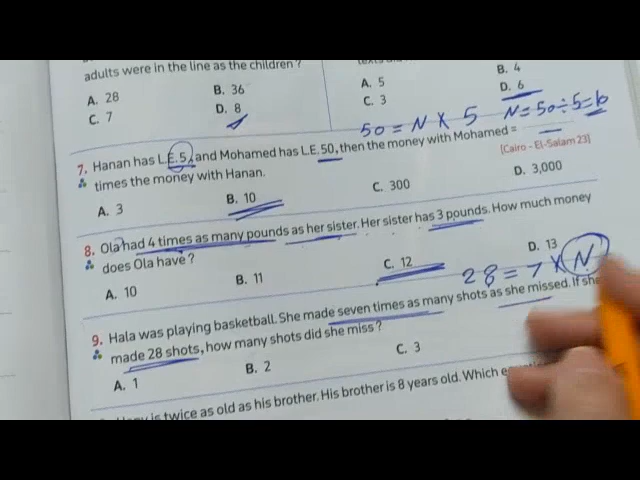 adults were in the line as the children ?
A. 28
B. 36
C. 7
D. 8
A. 5
B. 4
C. 3
D. 6
50 = N × 5 N = 50 ÷ 5 = 10
7. Hanan has L.E. 5, and Mohamed has L.E. 50, then the money with Mohamed =
times the money with Hanan.
[Cairo - El-Salam 23]
A. 3
B. 10
C. 300
D. 3,000
8. Ola had 4 times as many pounds as her sister. Her sister has 3 pounds. How much money
does Ola have ?
A. 10
B. 11
C. 12
D. 13
28 = 7 × N
9. Hala was playing basketball. She made seven times as many shots as she missed. If she
made 28 shots, how many shots did she miss ?
A. 1
B. 2
C. 3
is twice as old as his brother. His brother is 8 years old. Which